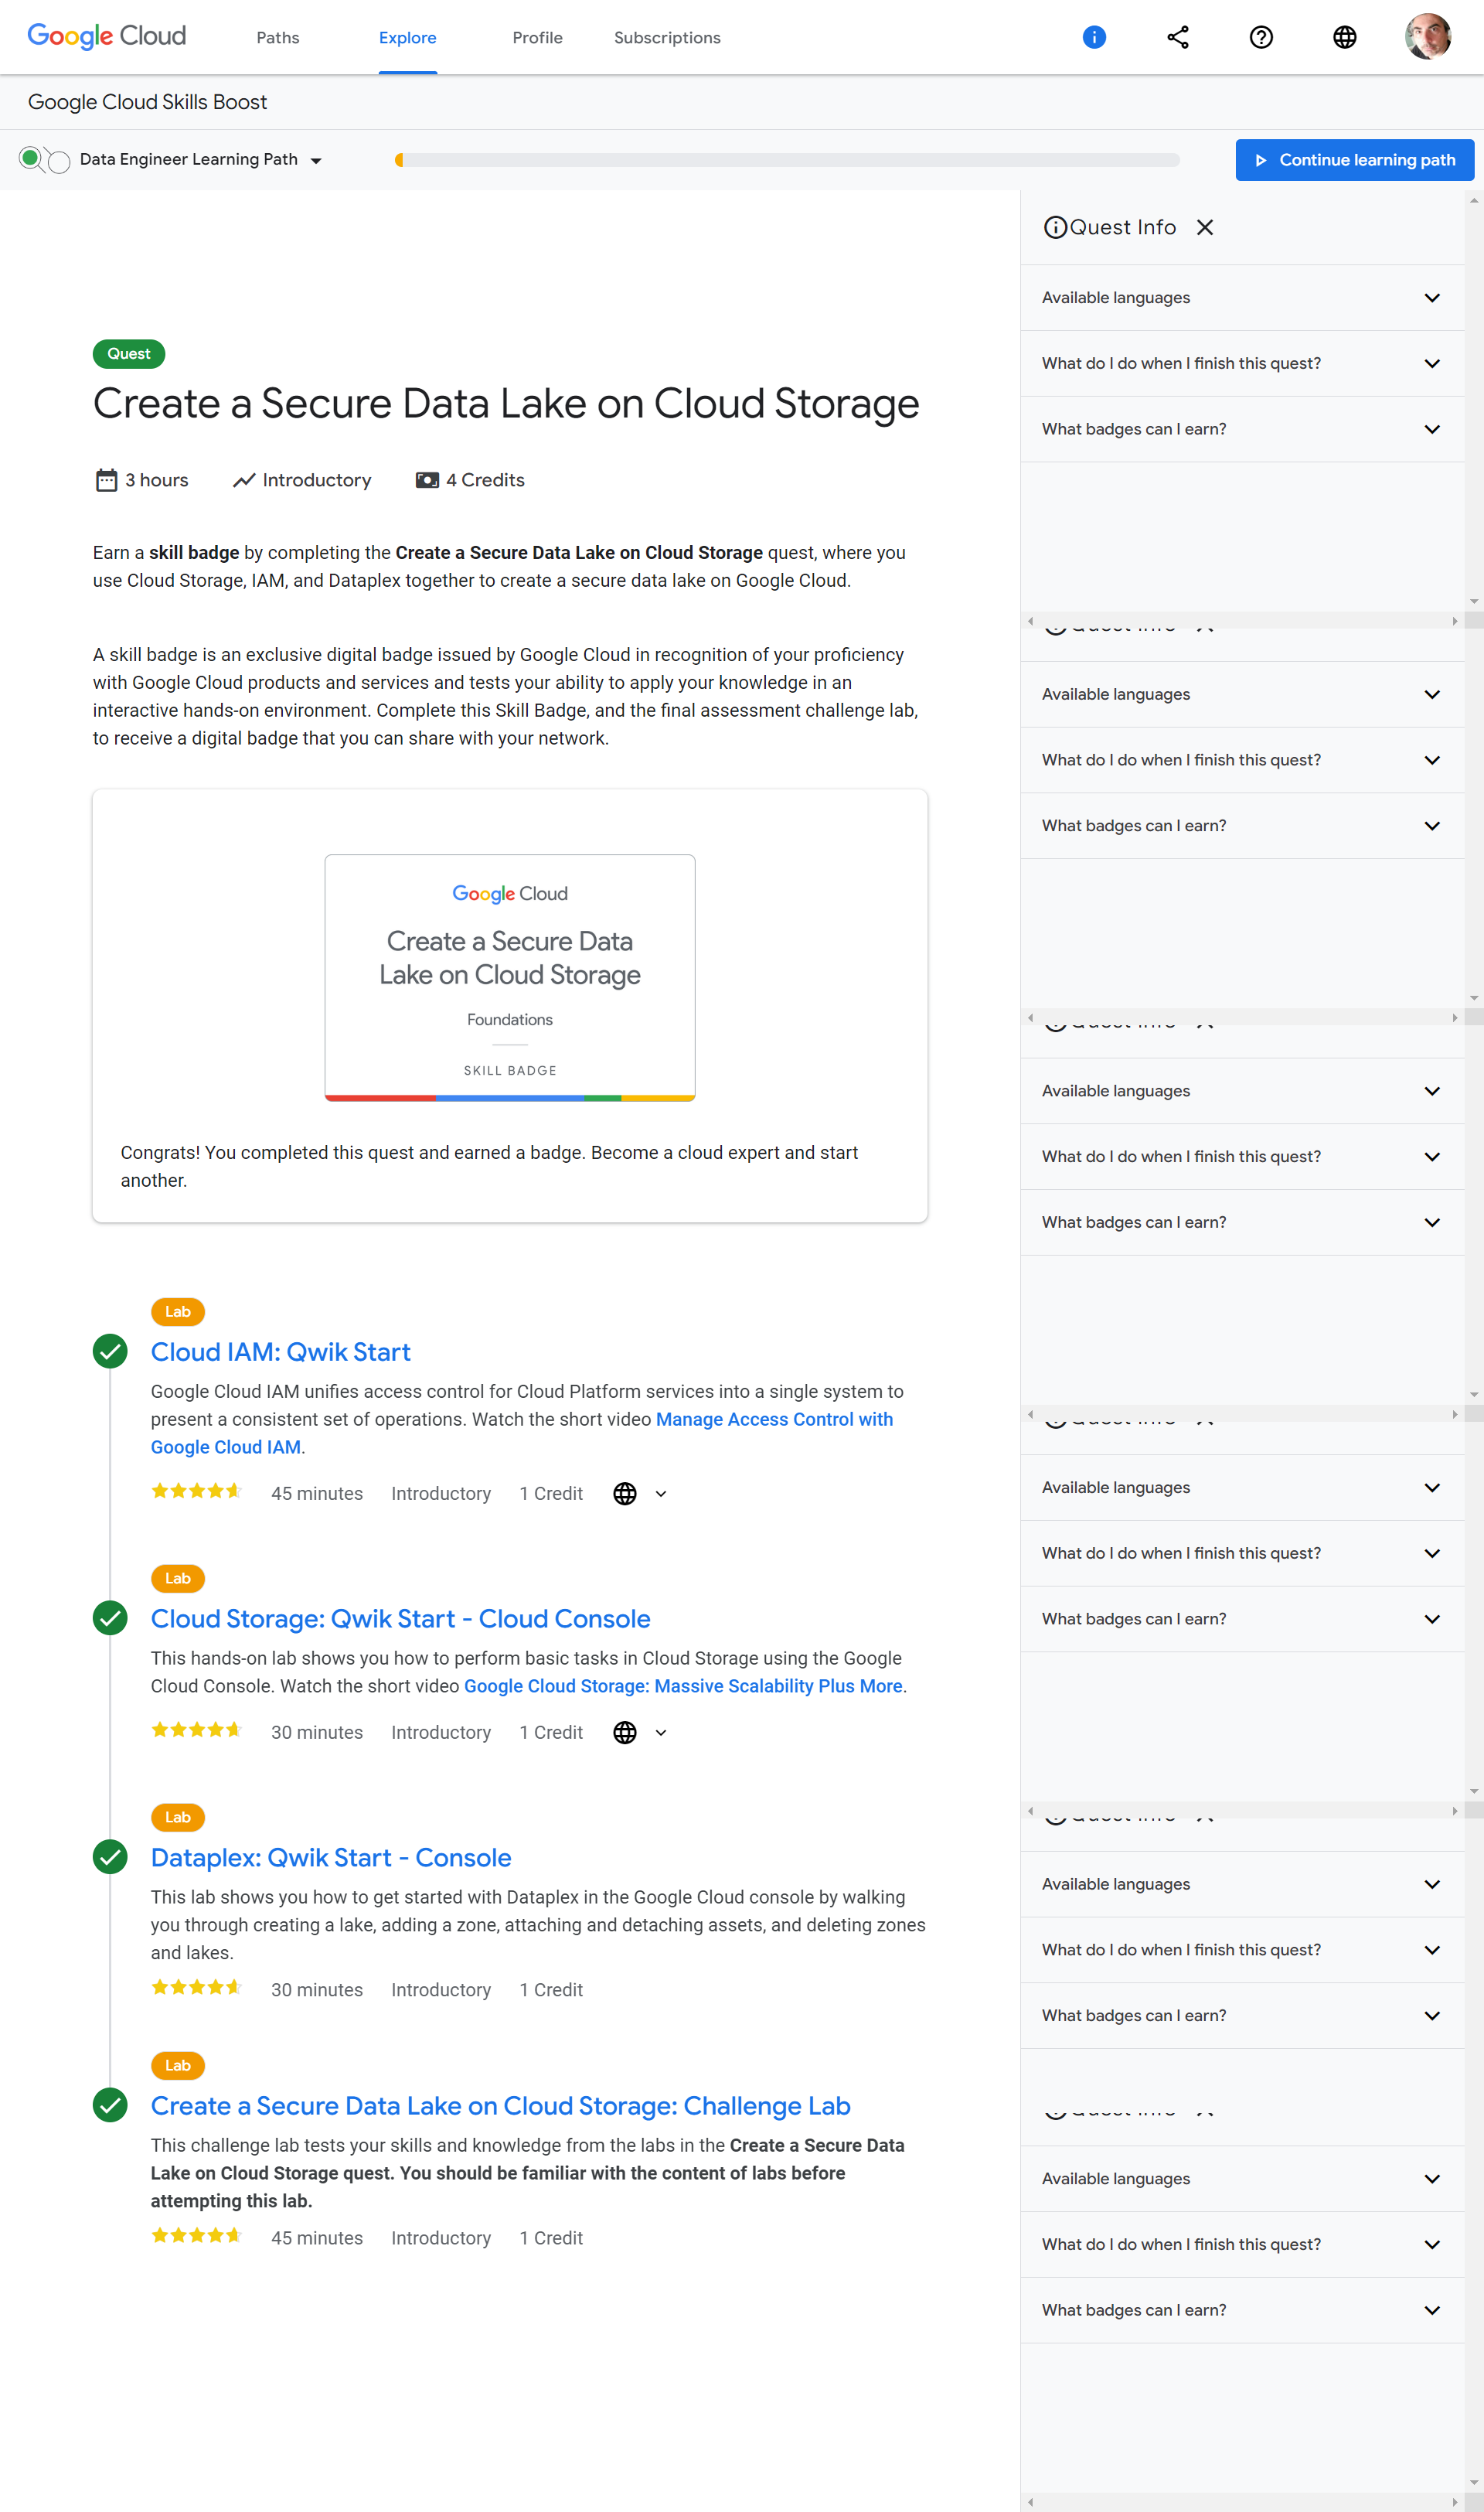 Google Cloud
Paths
Explore
Profile
Subscriptions
Google Cloud Skills Boost
Data Engineer Learning Path
Continue learning path
Quest
Create a Secure Data Lake on Cloud Storage
3 hours
Introductory
4 Credits
Earn a skill badge by completing the Create a Secure Data Lake on Cloud Storage quest, where you
use Cloud Storage, IAM, and Dataplex together to create a secure data lake on Google Cloud.
A skill badge is an exclusive digital badge issued by Google Cloud in recognition of your proficiency
with Google Cloud products and services and tests your ability to apply your knowledge in an
interactive hands-on environment. Complete this Skill Badge, and the final assessment challenge lab,
to receive a digital badge that you can share with your network.
Google Cloud
Create a Secure Data
Lake on Cloud Storage
Foundations
SKILL BADGE
Congrats! You completed this quest and earned a badge. Become a cloud expert and start
another.
Lab
Cloud IAM: Qwik Start
Google Cloud IAM unifies access control for Cloud Platform services into a single system to
present a consistent set of operations. Watch the short video Manage Access Control with
Google Cloud IAM.
45 minutes
Introductory
1 Credit
Lab
Cloud Storage: Qwik Start - Cloud Console
This hands-on lab shows you how to perform basic tasks in Cloud Storage using the Google
Cloud Console. Watch the short video Google Cloud Storage: Massive Scalability Plus More.
30 minutes
Introductory
1 Credit
Lab
Dataplex: Qwik Start - Console
This lab shows you how to get started with Dataplex in the Google Cloud console by walking
you through creating a lake, adding a zone, attaching and detaching assets, and deleting zones
and lakes.
30 minutes
Introductory
1 Credit
Lab
Create a Secure Data Lake on Cloud Storage: Challenge Lab
This challenge lab tests your skills and knowledge from the labs in the Create a Secure Data
Lake on Cloud Storage quest. You should be familiar with the content of labs before
attempting this lab.
45 minutes
Introductory
1 Credit
Quest Info
Available languages
What do I do when I finish this quest?
What badges can I earn?
Available languages
What do I do when I finish this quest?
What badges can I earn?
Available languages
What do I do when I finish this quest?
What badges can I earn?
Available languages
What do I do when I finish this quest?
What badges can I earn?
Available languages
What do I do when I finish this quest?
What badges can I earn?
Available languages
What do I do when I finish this quest?
What badges can I earn?